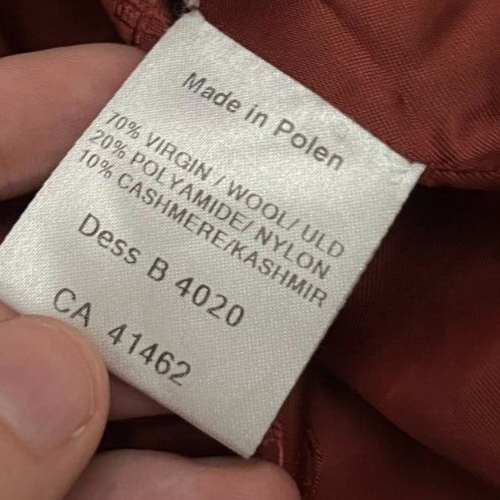 Made in Polen
70% VIRGIN / WOOL/ ULD
20% POLYAMIDE/ NYLON
10% CASHMERE/KASHMIR
Dess B 4020
CA 41462